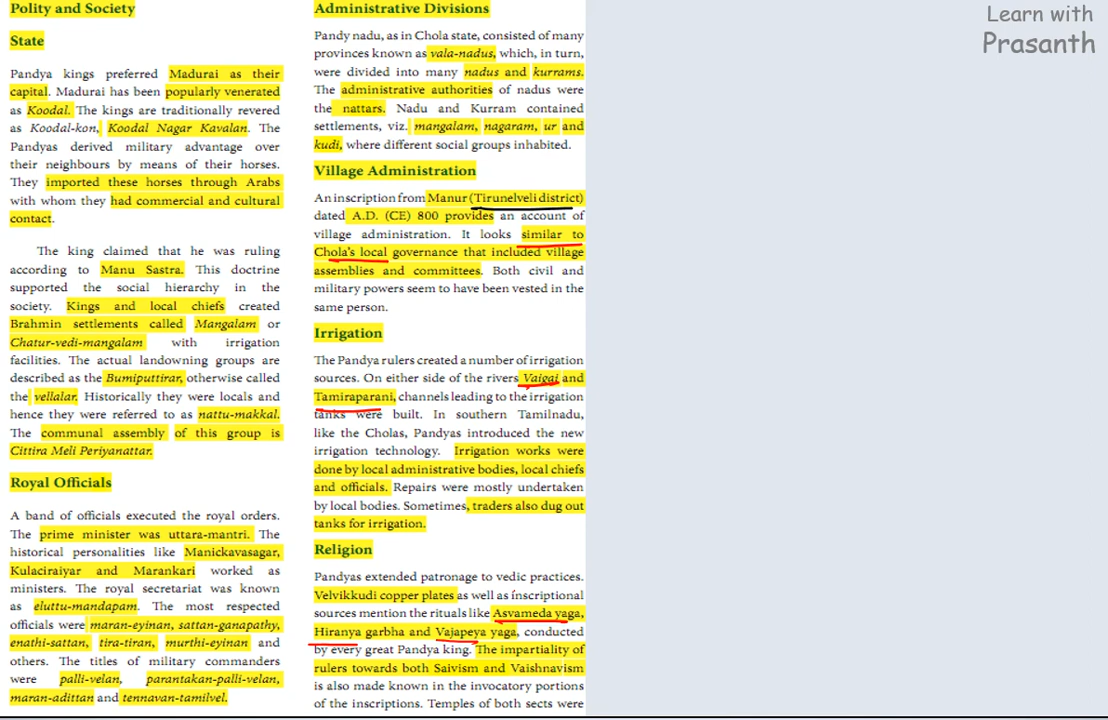 Polity and Society
State
Pandya kings preferred Madurai as their
capital. Madurai has been popularly venerated
as Koodal. The kings are traditionally revered
as Koodal-kon, Koodal Nagar Kavalan. The
Pandyas derived military advantage over
their neighbours by means of their horses.
They imported these horses through Arabs
with whom they had commercial and cultural
contact.
The king claimed that he was ruling
according to Manu Sastra. This doctrine
supported the social hierarchy in the
society. Kings and local chiefs created
Brahmin settlements called Mangalam or
Chatur-vedi-mangalam with irrigation
facilities. The actual landowning groups are
described as the Bumiputtirar, otherwise called
the vellalar. Historically they were locals and
hence they were referred to as nattu-makkal.
The communal assembly of this group is
Cittira Meli Periyanattar.
Royal Officials
A band of officials executed the royal orders.
The prime minister was uttara-mantri. The
historical personalities like Manickavasagar,
Kulaciraiyar and Marankari worked as
ministers. The royal secretariat was known
as eluttu-mandapam. The most respected
officials were maran-eyinan, sattan-ganapathy,
enathi-sattan, tira-tiran, murthi-eyinan and
others. The titles of military commanders
were palli-velan, parantakan-palli-velan,
maran-adittan and tennavan-tamilvel.
Administrative Divisions
Pandy nadu, as in Chola state, consisted of many
provinces known as vala-nadus, which, in turn,
were divided into many nadus and kurrams.
The administrative authorities of nadus were
the nattars. Nadu and Kurram contained
settlements, viz. mangalam, nagaram, ur and
kudi, where different social groups inhabited.
Village Administration
An inscription from Manur (Tirunelveli district)
dated A.D. (CE) 800 provides an account of
village administration. It looks similar to
Chola's local governance that included village
assemblies and committees. Both civil and
military powers seem to have been vested in the
same person.
Irrigation
The Pandya rulers created a number of irrigation
sources. On either side of the rivers Vaigai and
Tamiraparani, channels leading to the irrigation
tanks were built. In southern Tamilnadu,
like the Cholas, Pandyas introduced the new
irrigation technology. Irrigation works were
done by local administrative bodies, local chiefs
and officials. Repairs were mostly undertaken
by local bodies. Sometimes, traders also dug out
tanks for irrigation.
Religion
Pandyas extended patronage to vedic practices.
Velvikkudi copper plates as well as inscriptional
sources mention the rituals like Asvameda yaga,
Hiranya garbha and Vajapeya yaga, conducted
by every great Pandya king. The impartiality of
rulers towards both Saivism and Vaishnavism
is also made known in the invocatory portions
of the inscriptions. Temples of both sects were
Learn with
Prasanth